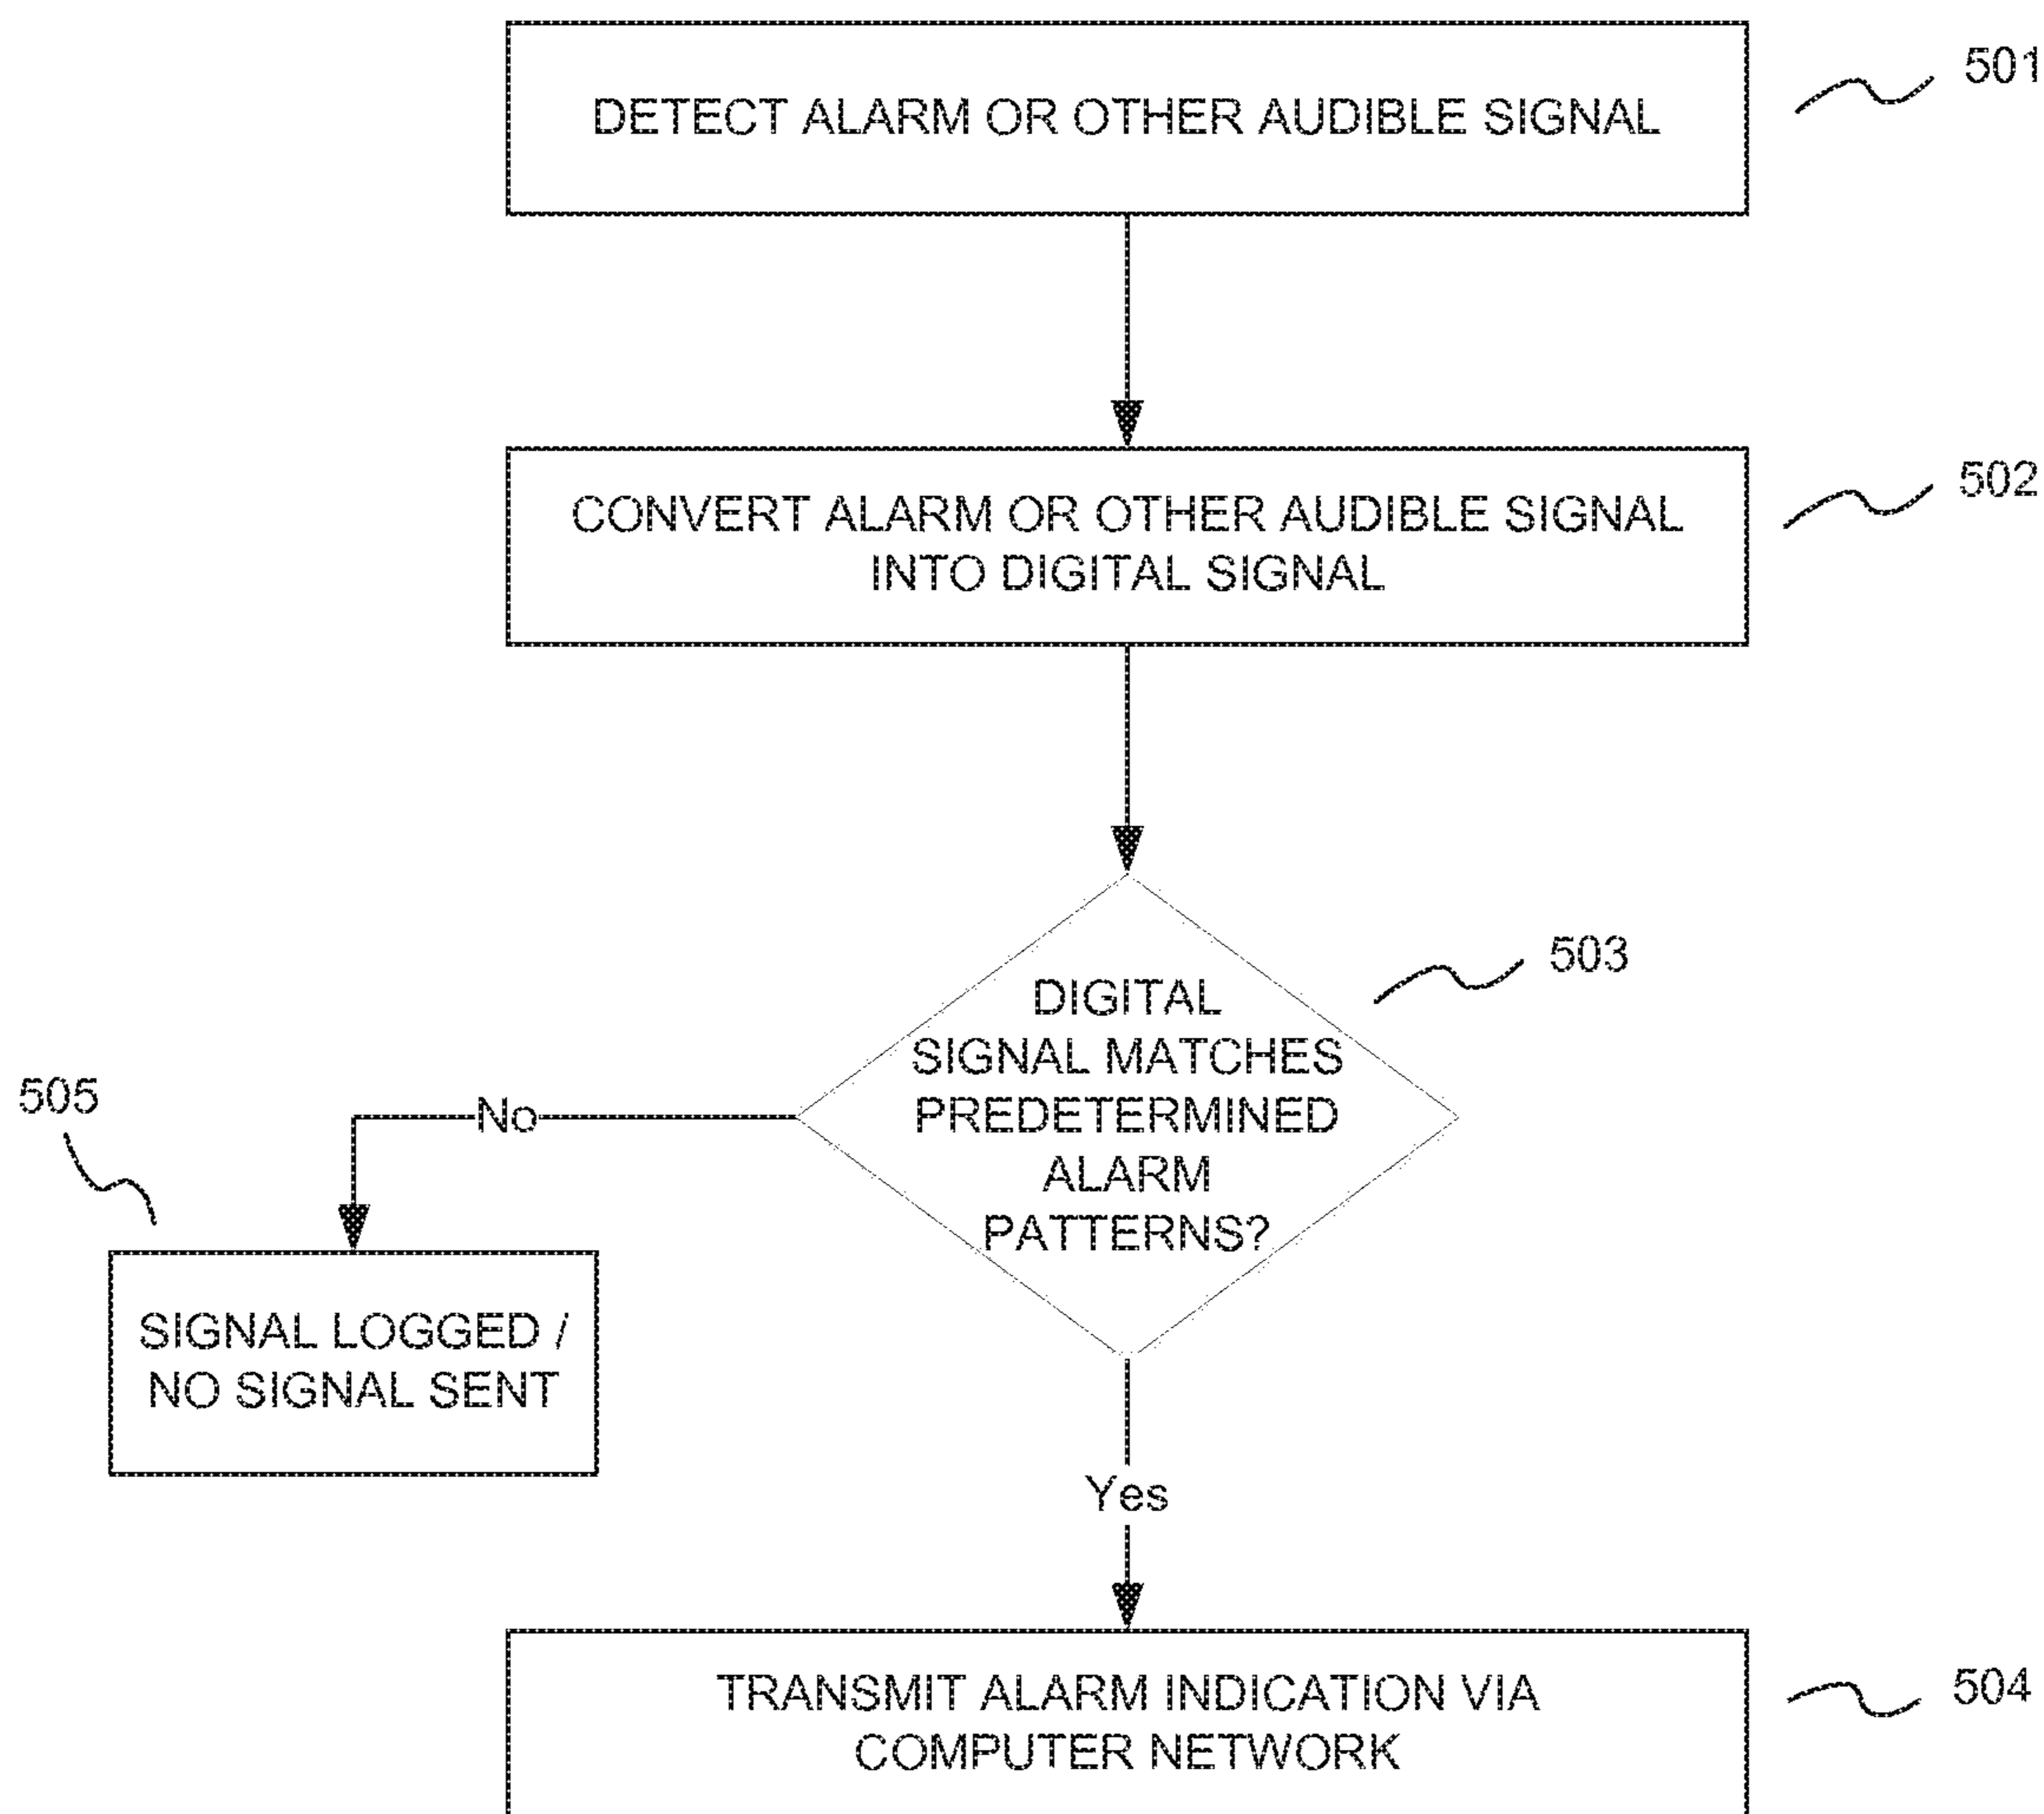 DETECT ALARM OR OTHER AUDIBLE SIGNAL
501
CONVERT ALARM OR OTHER AUDIBLE SIGNAL
INTO DIGITAL SIGNAL
502
DIGITAL
SIGNAL MATCHES
PREDETERMINED
ALARM
PATTERNS?
503
No
505
SIGNAL LOGGED /
NO SIGNAL SENT
Yes
TRANSMIT ALARM INDICATION VIA
COMPUTER NETWORK
504